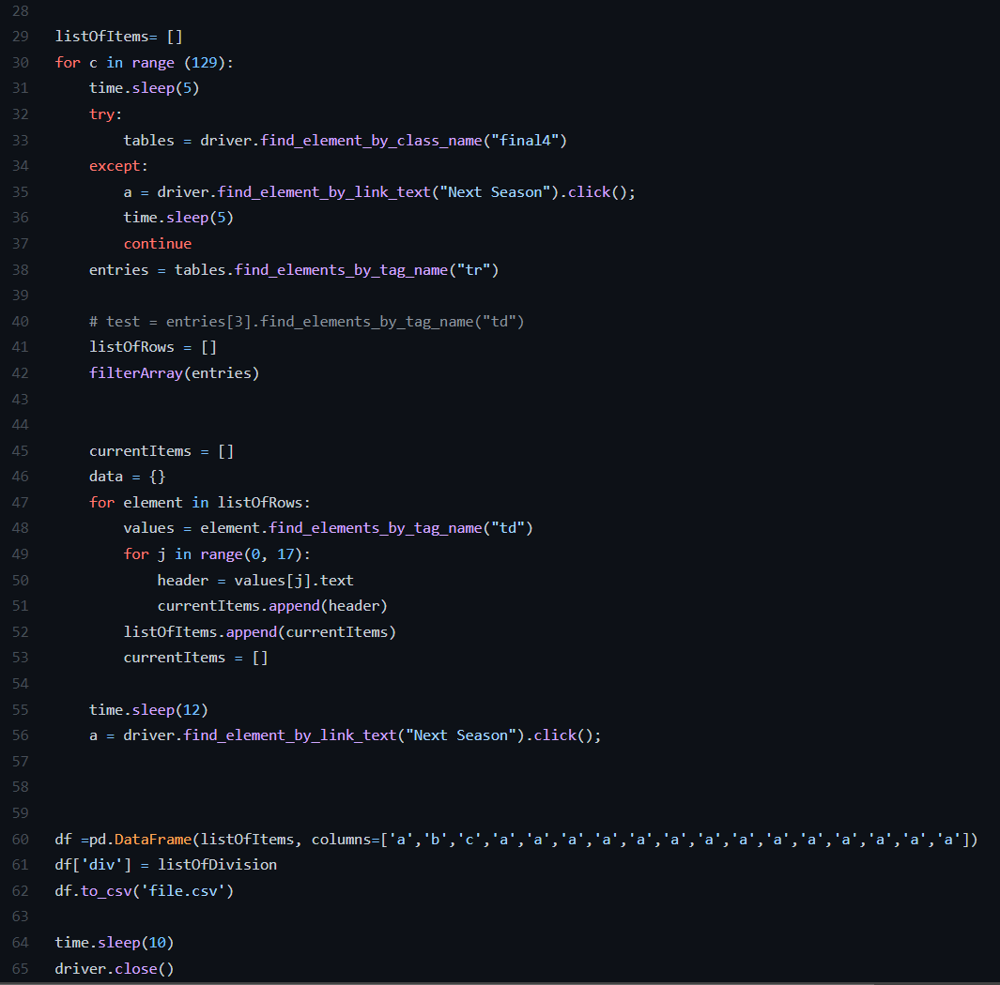 28
29 listOfItems= []
30 for c in range (129):
31     time.sleep(5)
32     try:
33         tables = driver.find_element_by_class_name("final4")
34     except:
35         a = driver.find_element_by_link_text("Next Season").click();
36         time.sleep(5)
37         continue
38     entries = tables.find_elements_by_tag_name("tr")
39
40     # test = entries[3].find_elements_by_tag_name("td")
41     listOfRows = []
42     filterArray(entries)
43
44
45     currentItems = []
46     data = {}
47     for element in listOfRows:
48         values = element.find_elements_by_tag_name("td")
49         for j in range(0, 17):
50             header = values[j].text
51             currentItems.append(header)
52         listOfItems.append(currentItems)
53         currentItems = []
54
55     time.sleep(12)
56     a = driver.find_element_by_link_text("Next Season").click();
57
58
59
60 df =pd.DataFrame(listOfItems, columns=['a','b','c','a','a','a','a','a','a','a','a','a','a','a','a','a','a'])
61 df['div'] = listOfDivision
62 df.to_csv('file.csv')
63
64 time.sleep(10)
65 driver.close()